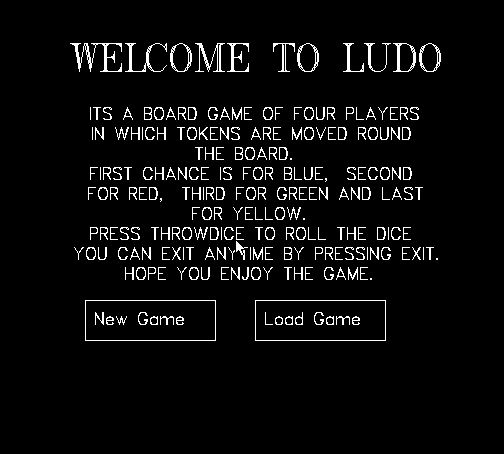 WELCOME TO LUDO
ITS A BOARD GAME OF FOUR PLAYERS
IN WHICH TOKENS ARE MOVED ROUND
THE BOARD.
FIRST CHANCE IS FOR BLUE, SECOND
FOR RED, THIRD FOR GREEN AND LAST
FOR YELLOW.
PRESS THROWDICE TO ROLL THE DICE
YOU CAN EXIT ANYTIME BY PRESSING EXIT.
HOPE YOU ENJOY THE GAME.
New Game
Load Game